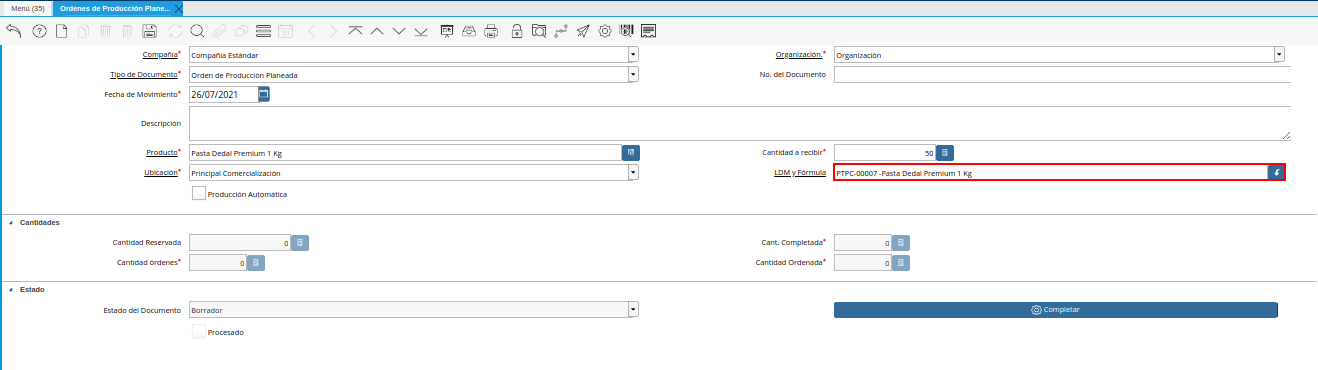 Menú (35) Ordenes de Producción Plane...
Compañía* Compañía Estándar Organización.* Organización
Tipo de Documento* Orden de Producción Planeada No. del Documento
Fecha de Movimiento* 26/07/2021
Descripción
Producto* Pasta Dedal Premium 1 Kg Cantidad a recibir* 50
Ubicación* Principal Comercialización LDM y Fórmula PTPC-00007 -Pasta Dedal Premium 1 Kg
Producción Automática
Cantidades
Cantidad Reservada 0 Cant. Completada* 0
Cantidad órdenes* 0 Cantidad Ordenada* 0
Estado
Estado del Documento Borrador Completar
Procesado